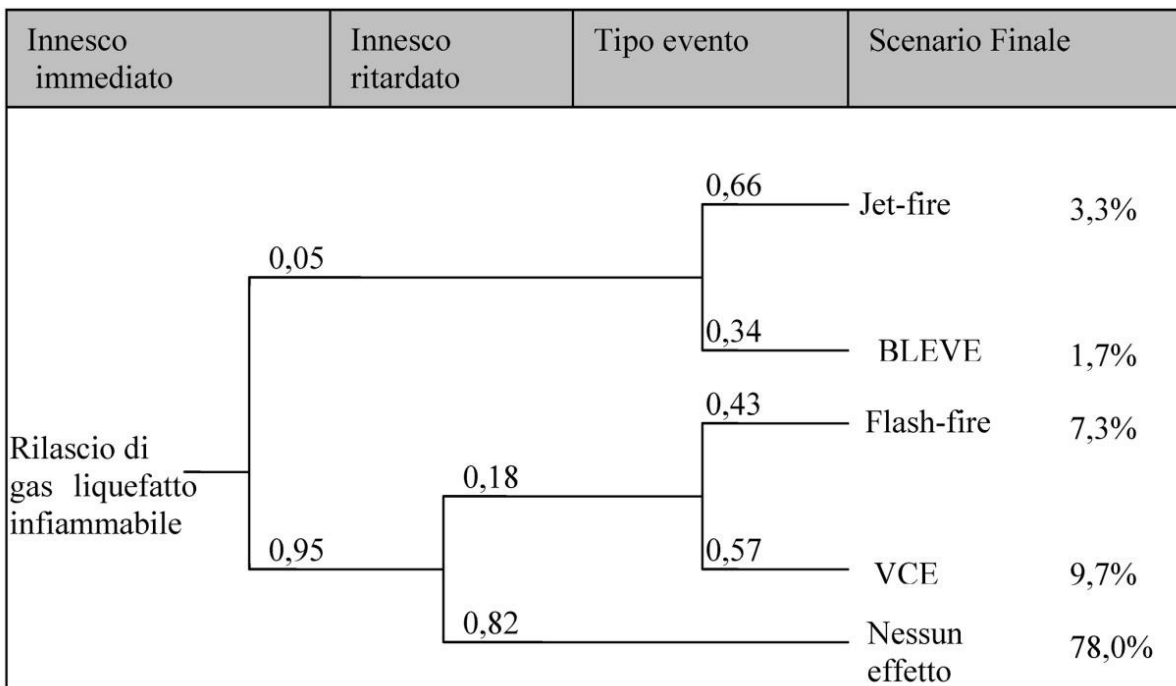 Innesco
immediato
Innesco
ritardato
Tipo evento
Scenario Finale
0,66
Jet-fire
3,3%
0,05
0,34
BLEVE
1,7%
0,43
Flash-fire
7,3%
Rilascio di
gas liquefatto
infiammabile
0,18
0,95
0,57
VCE
9,7%
0,82
Nessun
effetto
78,0%